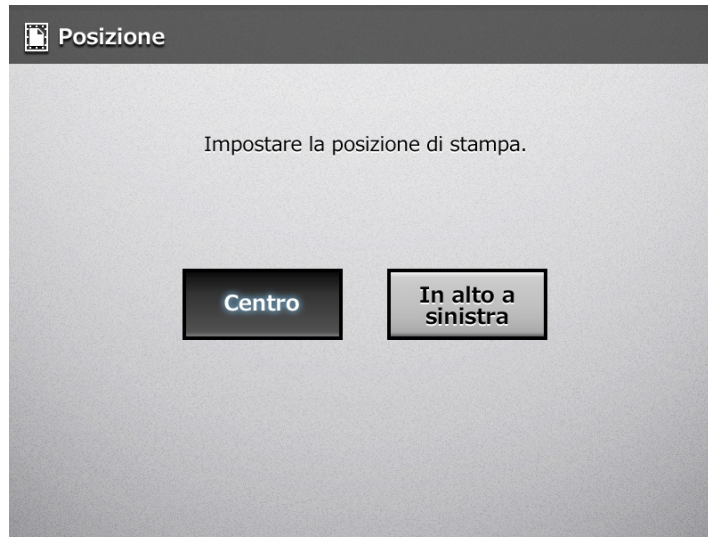 Posizione
Impostare la posizione di stampa.
Centro
In alto a
sinistra